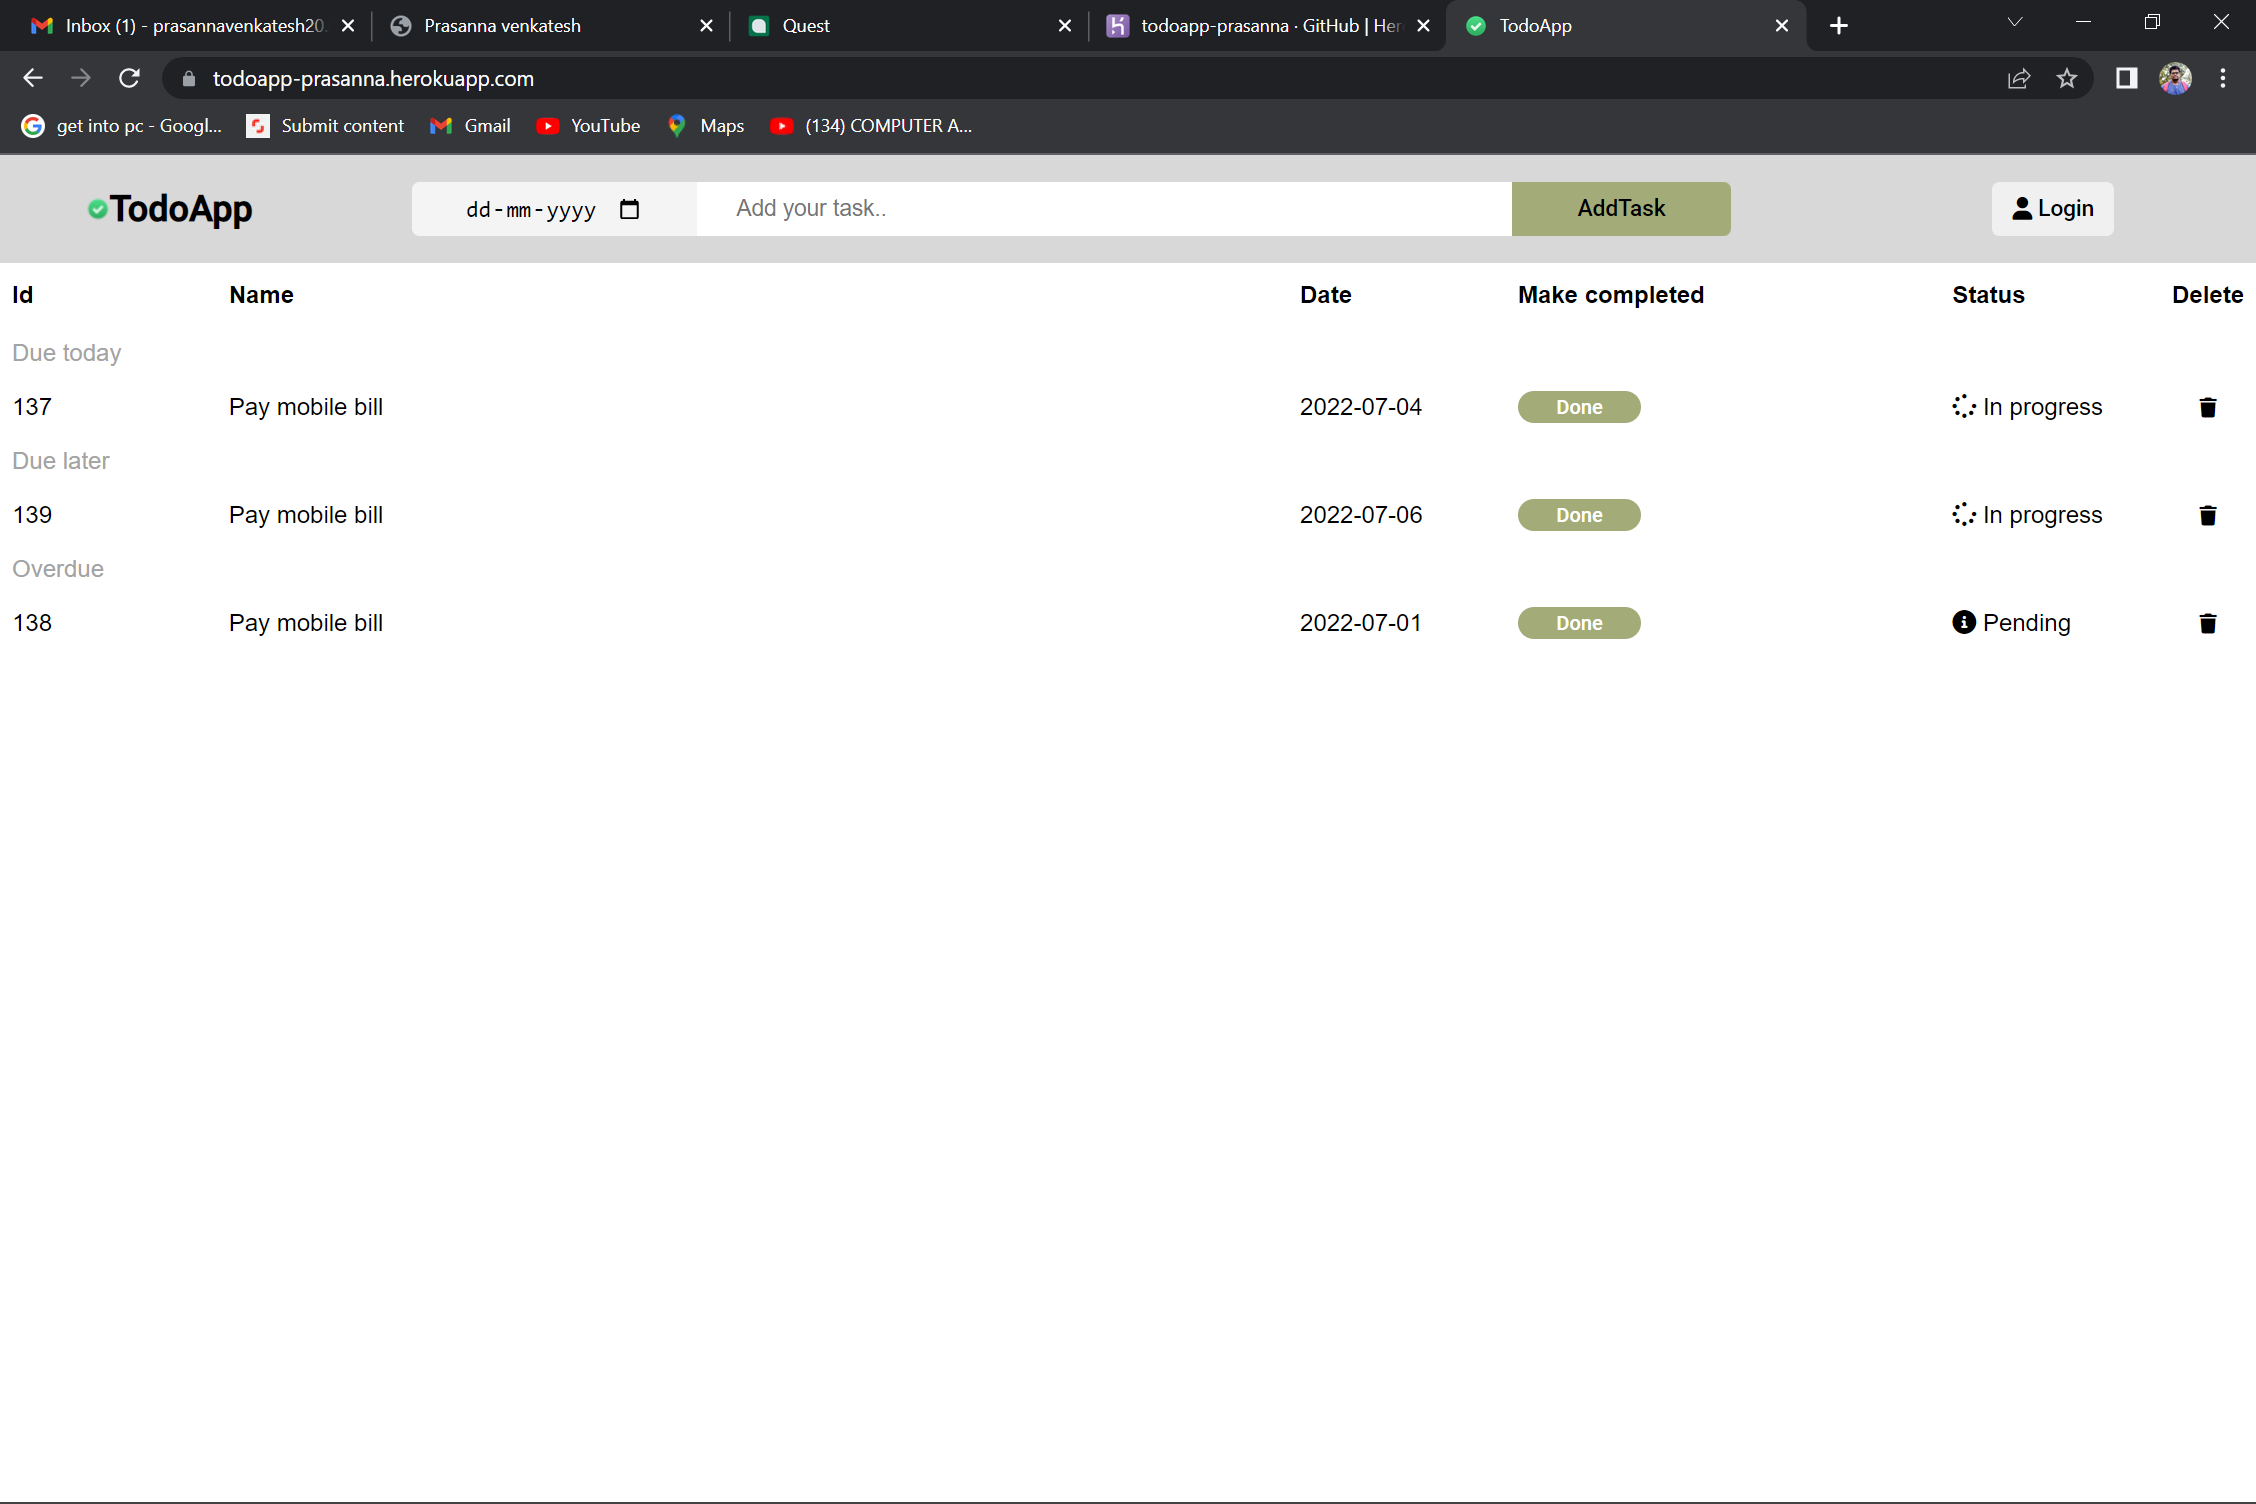 Inbox (1) - prasannavenkatesh20 Prasanna venkatesh Quest todoapp-prasanna · GitHub | Her TodoApp
todoapp-prasanna.herokuapp.com
get into pc - Googl... Submit content Gmail YouTube Maps (134) COMPUTER A...
TodoApp dd-mm-yyyy Add your task.. AddTask Login
Id Name Date Make completed Status Delete
Due today
137 Pay mobile bill 2022-07-04 Done In progress
Due later
139 Pay mobile bill 2022-07-06 Done In progress
Overdue
138 Pay mobile bill 2022-07-01 Done Pending